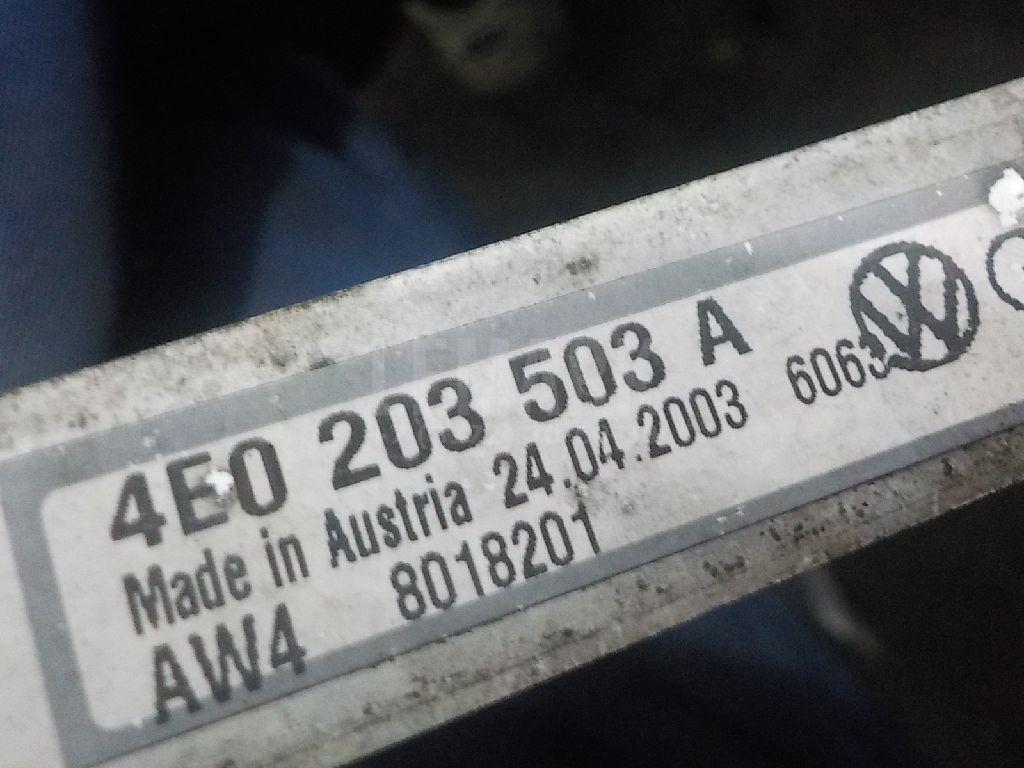 4E0 203 503 A
Made in Austria 24.04.2003 6063
AW4 8018201